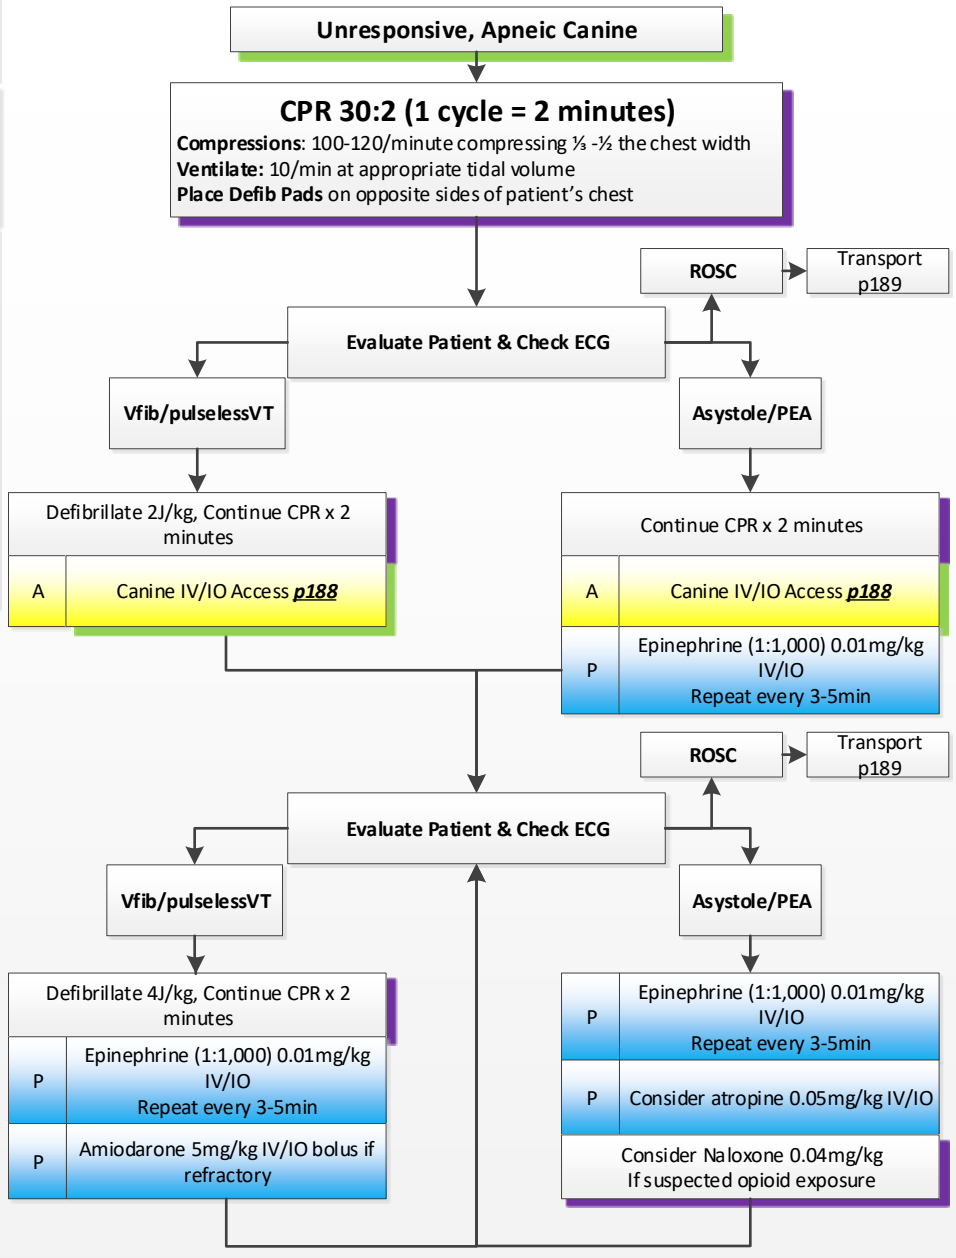 Unresponsive, Apneic Canine
CPR 30:2 (1 cycle = 2 minutes)
Compressions: 100-120/minute compressing ⅓ -½ the chest width
Ventilate: 10/min at appropriate tidal volume
Place Defib Pads on opposite sides of patient's chest
ROSC
Transport
p189
Evaluate Patient & Check ECG
Vfib/pulselessVT
Asystole/PEA
Defibrillate 2J/kg, Continue CPR x 2
minutes
A
Canine IV/IO Access p188
Continue CPR x 2 minutes
A
Canine IV/IO Access p188
P
Epinephrine (1:1,000) 0.01mg/kg
IV/IO
Repeat every 3-5min
ROSC
Transport
p189
Evaluate Patient & Check ECG
Vfib/pulselessVT
Asystole/PEA
Defibrillate 4J/kg, Continue CPR x 2
minutes
P
Epinephrine (1:1,000) 0.01mg/kg
IV/IO
Repeat every 3-5min
P
Amiodarone 5mg/kg IV/IO bolus if
refractory
P
Epinephrine (1:1,000) 0.01mg/kg
IV/IO
Repeat every 3-5min
P
Consider atropine 0.05mg/kg IV/IO
Consider Naloxone 0.04mg/kg
If suspected opioid exposure